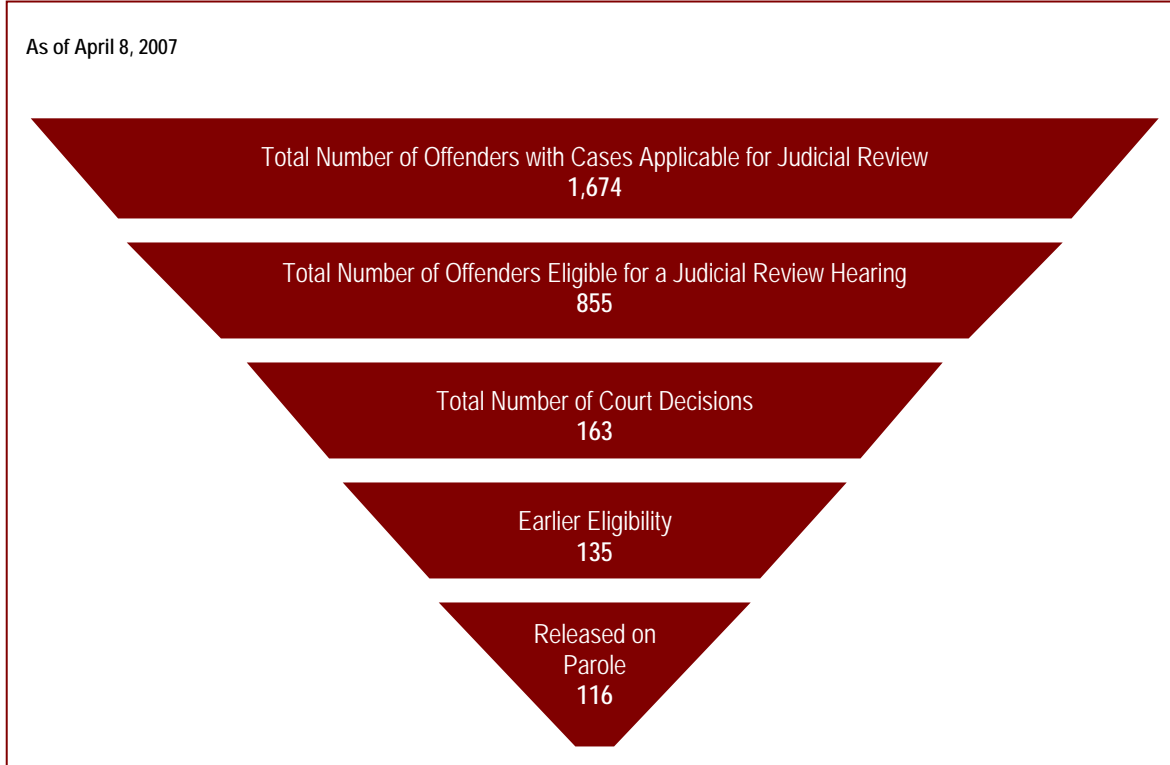 As of April 8, 2007
Total Number of Offenders with Cases Applicable for Judicial Review
1,674
Total Number of Offenders Eligible for a Judicial Review Hearing
855
Total Number of Court Decisions
163
Earlier Eligibility
135
Released on
Parole
116